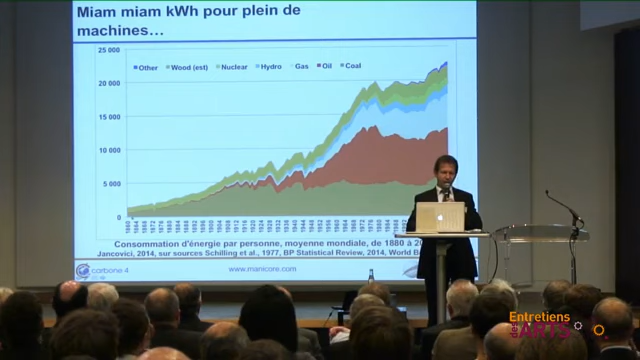 Miam miam kWh pour plein de
machines…
25 000
Other Wood (est) Nuclear Hydro Gas Oil Coal
20 000
15 000
10 000
5 000
0
Consommation d'énergie par personne, moyenne mondiale, de 1880 à
Jancovici, 2014, sur sources Schilling et al., 1977, BP Statistical Review, 2014, World
carbone 4
www.manicore.com
Entretiens
des ARTS